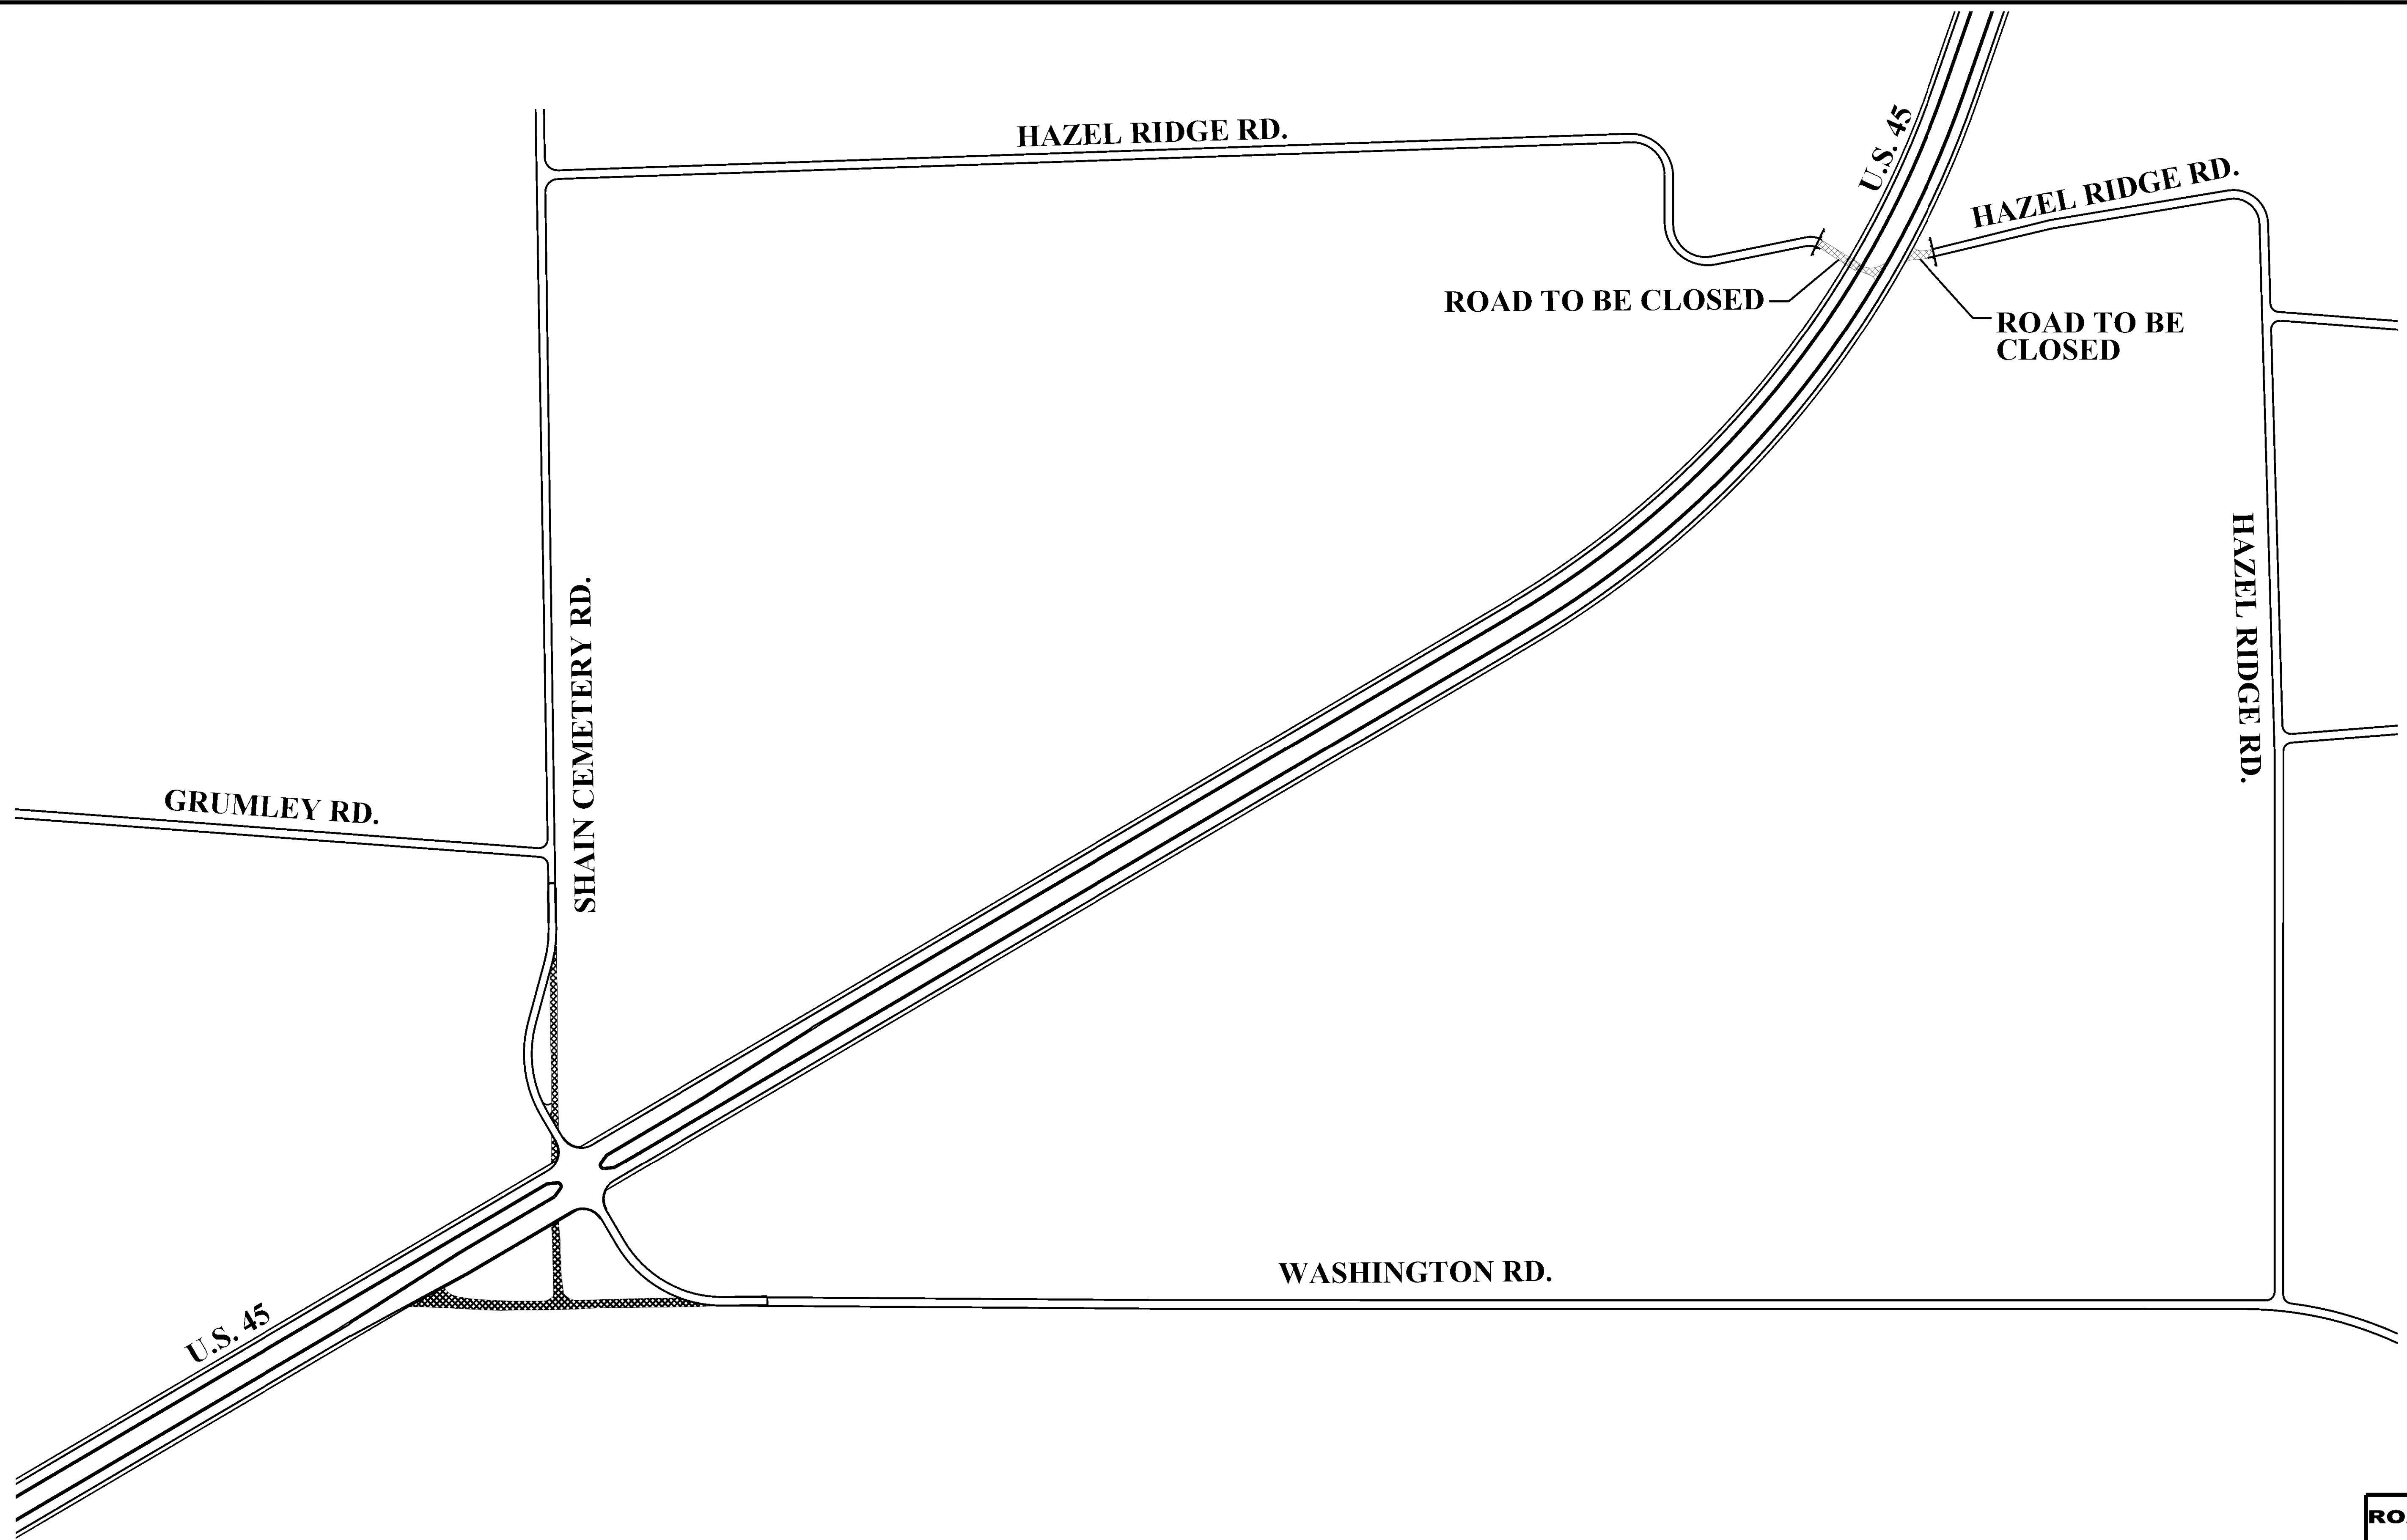 HAZEL RIDGE RD.
U.S. 45
HAZEL RIDGE RD.
ROAD TO BE CLOSED
ROAD TO BE
CLOSED
HAZEL RIDGE RD.
SHAIN CEMETERY RD.
GRUMLEY RD.
WASHINGTON RD.
U.S. 45